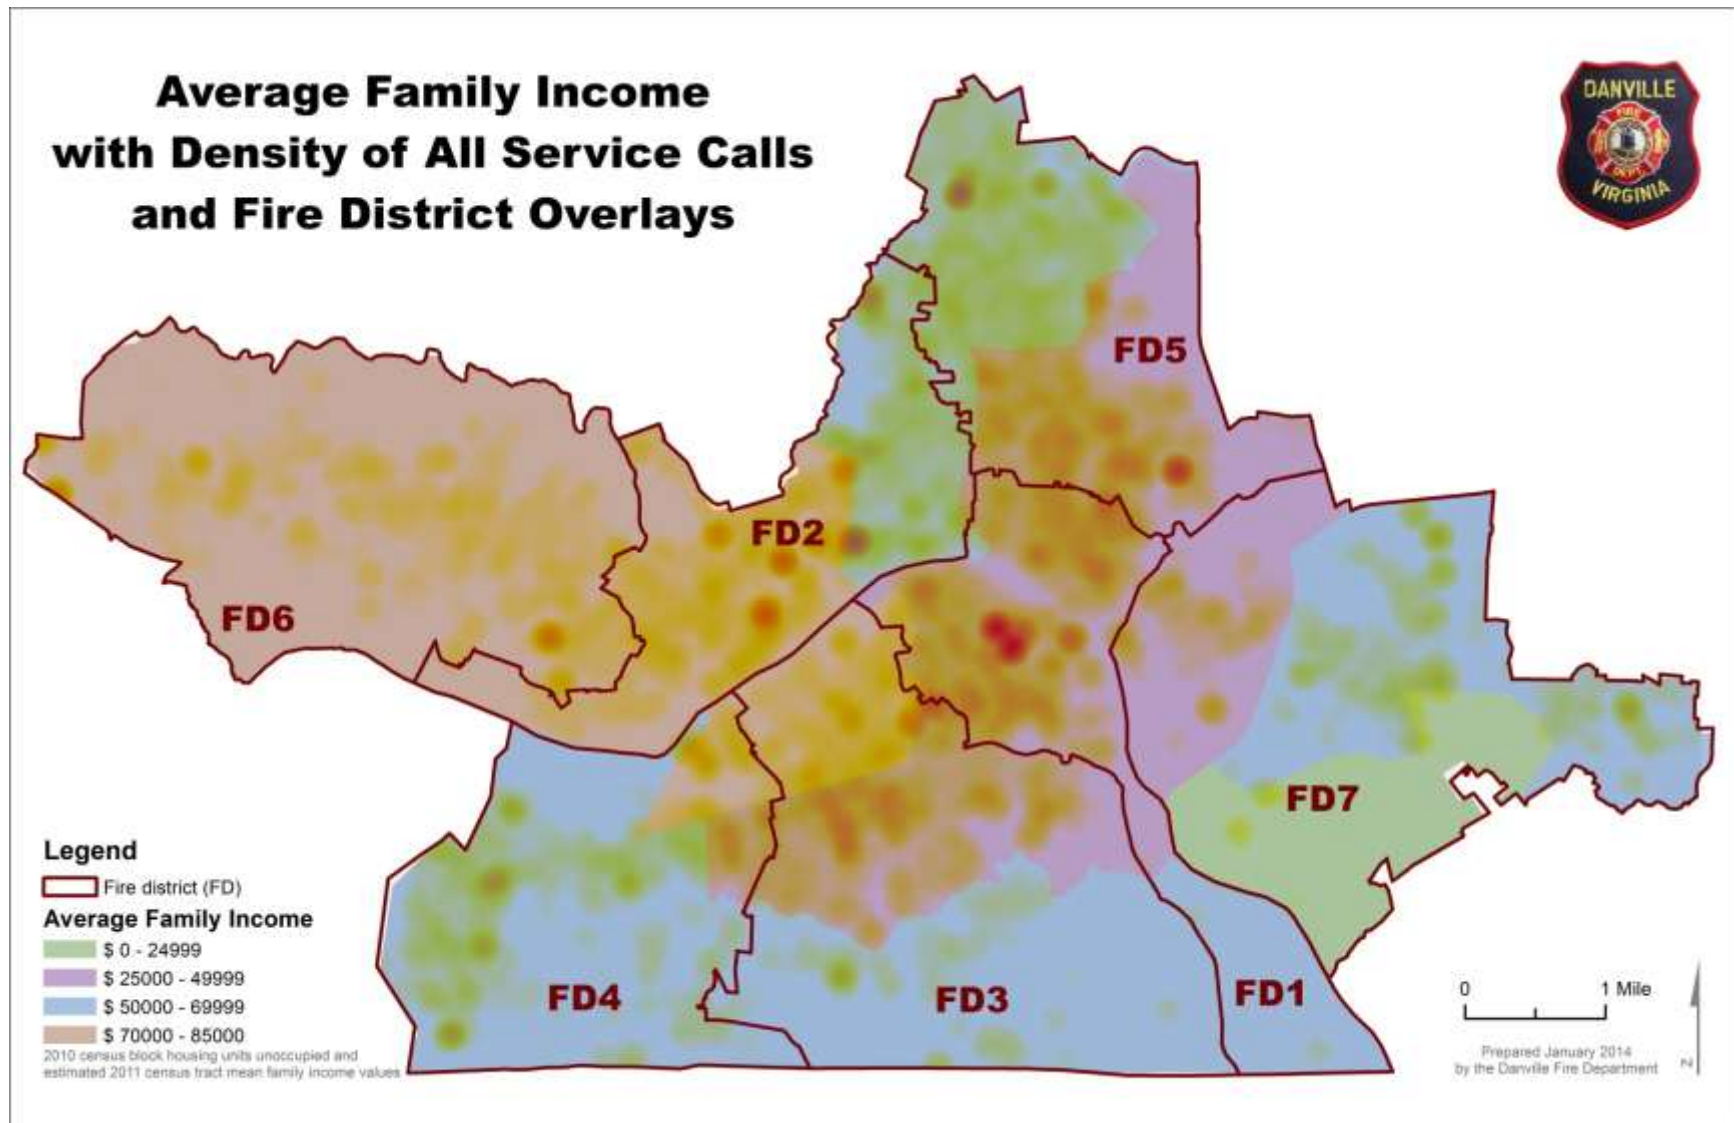 Average Family Income
with Density of All Service Calls
and Fire District Overlays
DANVILLE
FIRE
DEPT.
VIRGINIA
FD5
FD2
FD6
FD7
FD4
FD3
FD1
Legend
Fire district (FD)
Average Family Income
$ 0 - 24999
$ 25000 - 49999
$ 50000 - 69999
$ 70000 - 85000
2010 census block housing units unoccupied and
estimated 2011 census tract mean family income values
0 1 Mile
Prepared January 2014
by the Danville Fire Department
N